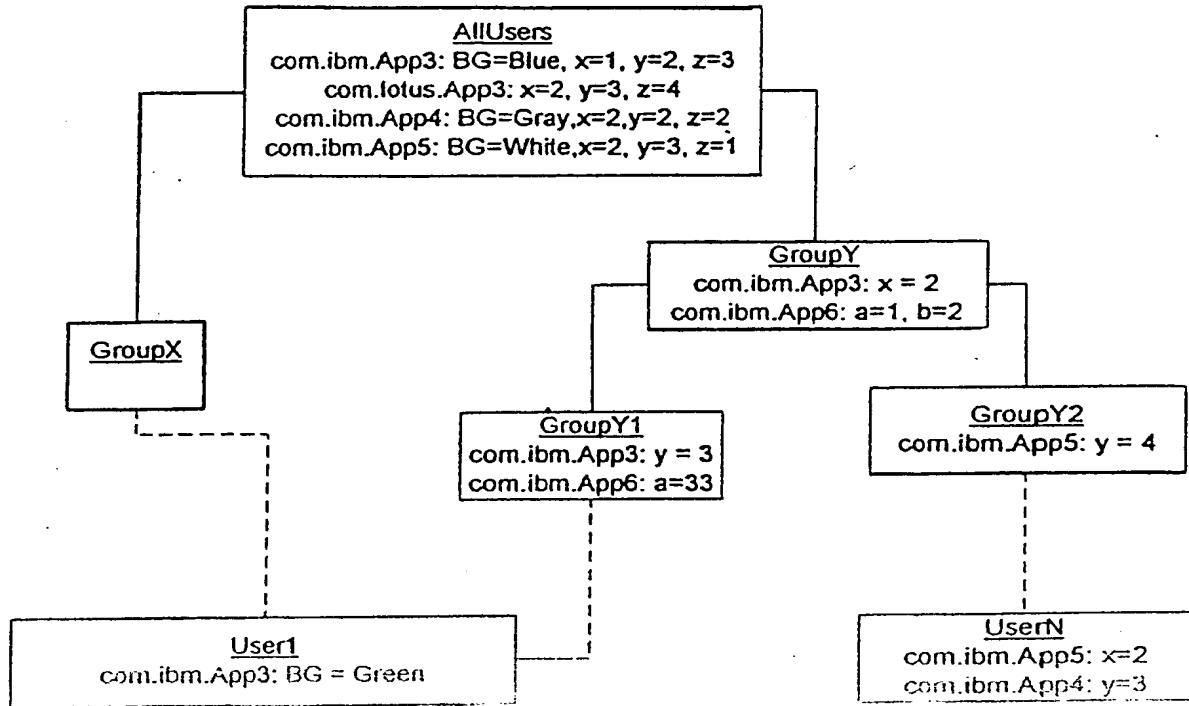 AllUsers
com.ibm.App3: BG=Blue, x=1, y=2, z=3
com.lotus.App3: x=2, y=3, z=4
com.ibm.App4: BG=Gray,x=2,y=2, z=2
com.ibm.App5: BG=White,x=2, y=3, z=1
GroupY
com.ibm.App3: x = 2
com.ibm.App6: a=1, b=2
GroupX
GroupY1
com.ibm.App3: y = 3
com.ibm.App6: a=33
GroupY2
com.ibm.App5: y = 4
User1
com.ibm.App3: BG = Green
UserN
com.ibm.App5: x=2
com.ibm.App4: y=3